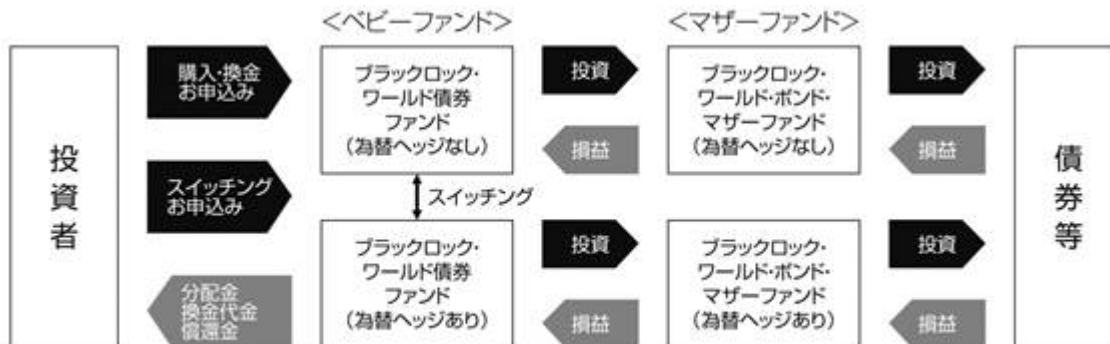 ＜ベビーファンド＞
＜マザーファンド＞
投資者
購入・換金
お申込み
スイッチング
お申込み
分配金
換金代金
償還金
ブラックロック・
ワールド債券
ファンド
（為替ヘッジなし）
スイッチング
ブラックロック・
ワールド債券
ファンド
（為替ヘッジあり）
投資
損益
投資
損益
ブラックロック・
ワールド・ボンド・
マザーファンド
（為替ヘッジなし）
ブラックロック・
ワールド・ボンド・
マザーファンド
（為替ヘッジあり）
投資
損益
投資
損益
債券等